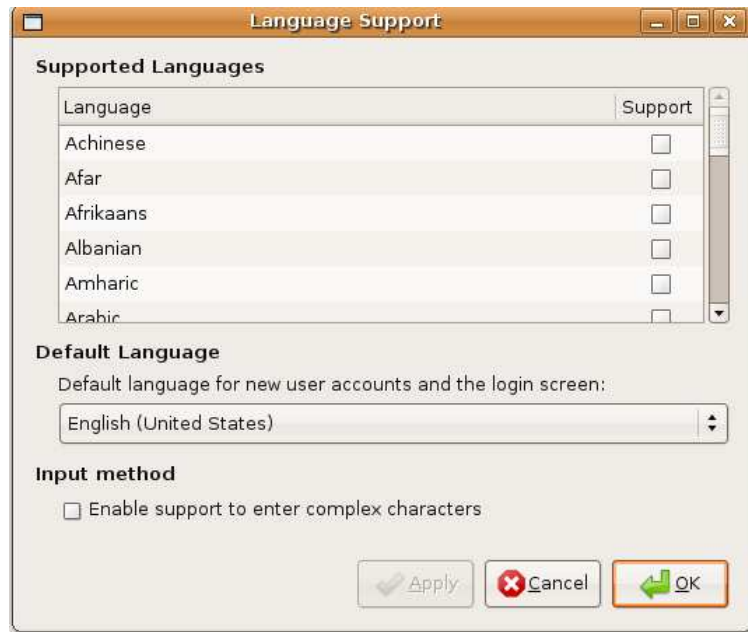 Language Support
Supported Languages
Language Support
Achinese
Afar
Afrikaans
Albanian
Amharic
Arabic
Default Language
Default language for new user accounts and the login screen:
English (United States)
Input method
Enable support to enter complex characters
Apply Cancel OK